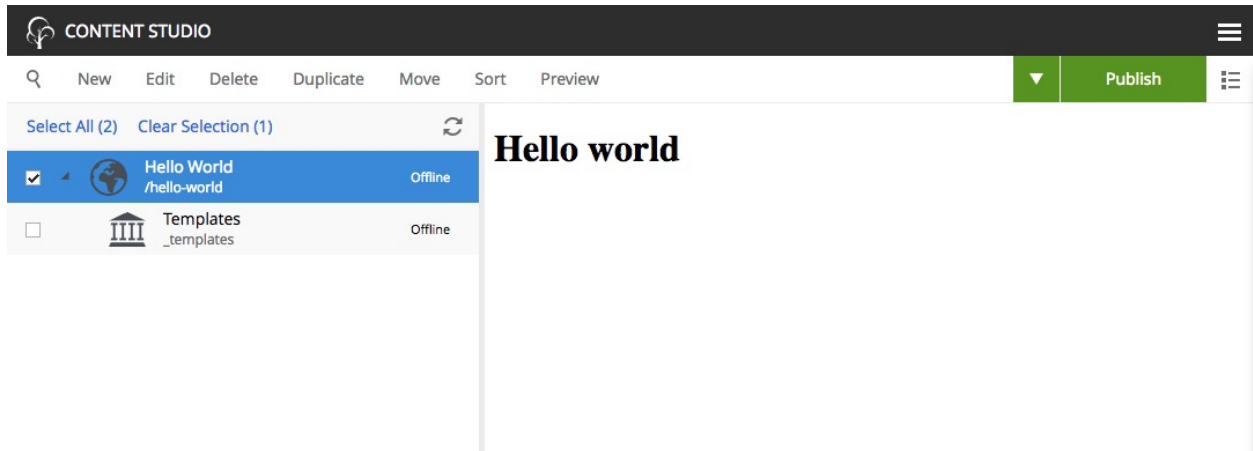 CONTENT STUDIO
New Edit Delete Duplicate Move Sort Preview Publish
Select All (2) Clear Selection (1)
Hello World
/hello-world
Offline
Templates
_templates
Offline
Hello world